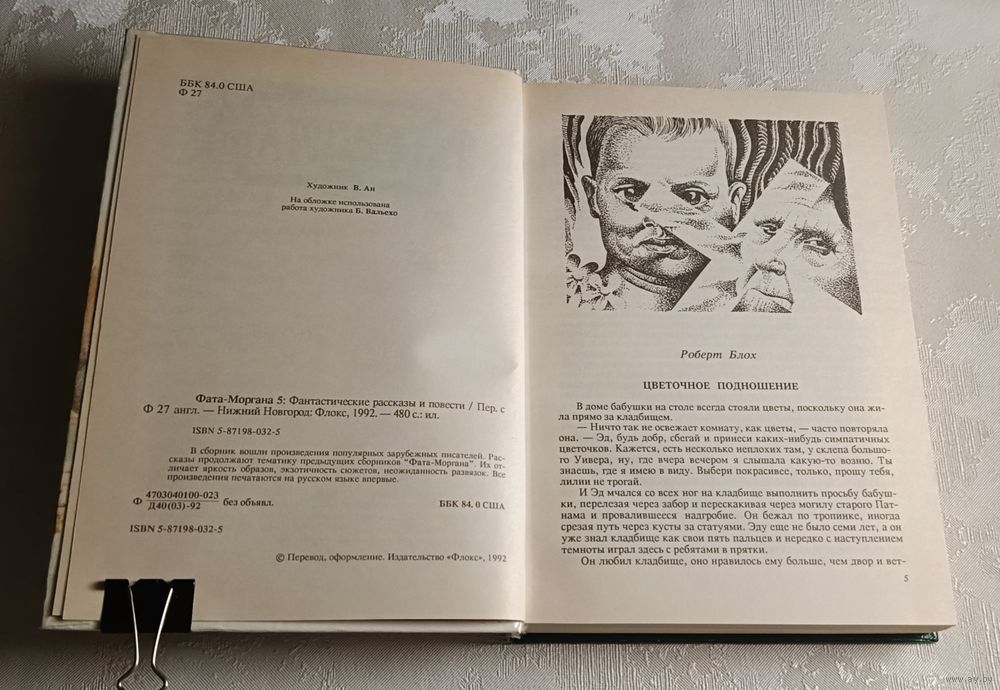 ББК 84.0 США
Ф 27
Художник В. Ан
На обложке использована
работа художника Б. Вальехо
Фата-Моргана 5: Фантастические рассказы и повести / Пер. с
Ф 27 англ. — Нижний Новгород: Флокс, 1992. — 480 с.: ил.
ISBN 5-87198-032-5
В сборник вошли произведения популярных зарубежных писателей. Рас-
сказы продолжают тематику предыдущих сборников "Фата-Моргана". Их от-
личает яркость образов, экзотичность сюжетов, неожиданность развязок. Все
произведения печатаются на русском языке впервые.
Ф 4703040100-023
Д40(03)-92 без объявл.
ББК 84. 0 США
ISBN 5-87198-032-5
© Перевод, оформление. Издательство «Флокс», 1992
Роберт Блох
ЦВЕТОЧНОЕ ПОДНОШЕНИЕ
В доме бабушки на столе всегда стояли цветы, поскольку она жи-
ла прямо за кладбищем.
— Ничто так не освежает комнату, как цветы, — часто повторяла
она. — Эд, будь добр, сбегай и принеси каких-нибудь симпатичных
цветочков. Кажется, есть несколько неплохих там, у склепа большо-
го Уивера, ну, где вчера вечером я слышала какую-то возню. Ты
знаешь, где я имею в виду. Выбери покрасивее, только, прошу тебя,
лилии не трогай.
И Эд мчался со всех ног на кладбище выполнить просьбу бабуш-
ки, перелезая через забор и перескакивая через могилу старого Пат-
нама и провалившееся надгробие. Он бежал по тропинке, иногда
срезая путь через кусты за статуями. Эду еще не было семи лет, а он
уже знал кладбище как свои пять пальцев и нередко с наступлением
темноты играл здесь с ребятами в прятки.
Он любил кладбище, оно нравилось ему больше, чем двор и вет-
5
www.ay.by